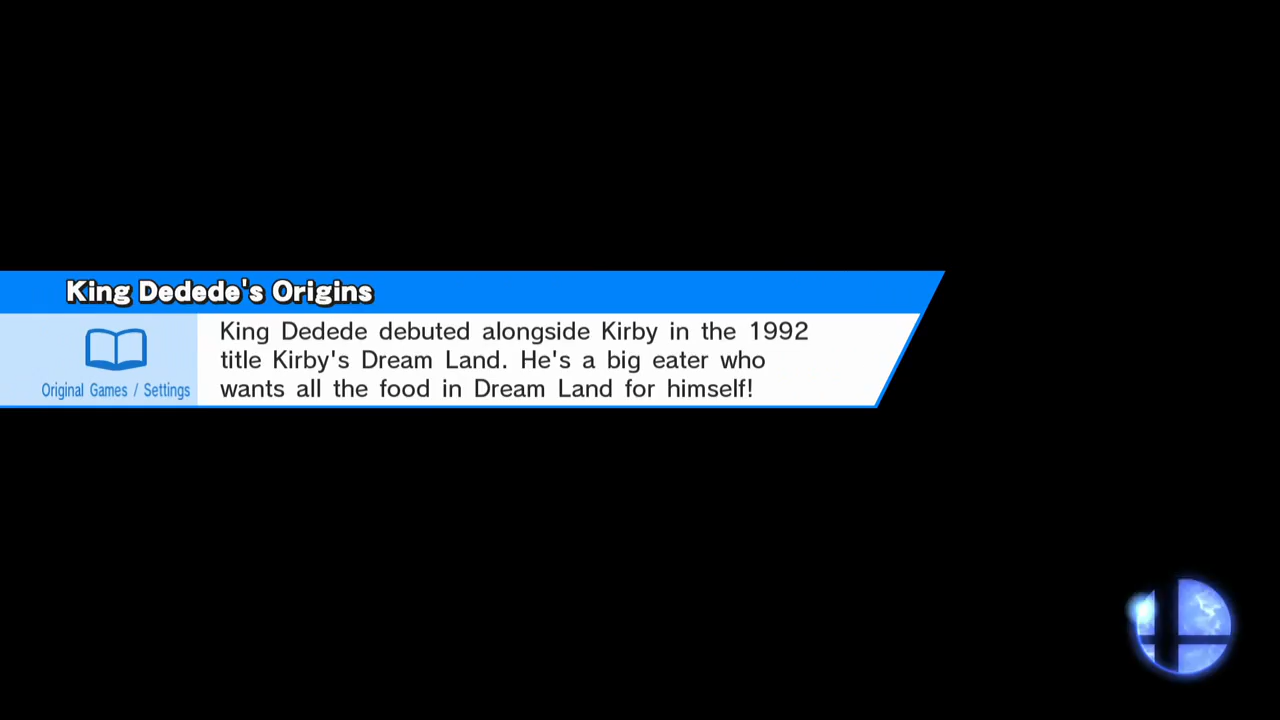 King Dedede's Origins
King Dedede debuted alongside Kirby in the 1992
title Kirby's Dream Land. He's a big eater who
wants all the food in Dream Land for himself!
Original Games / Settings